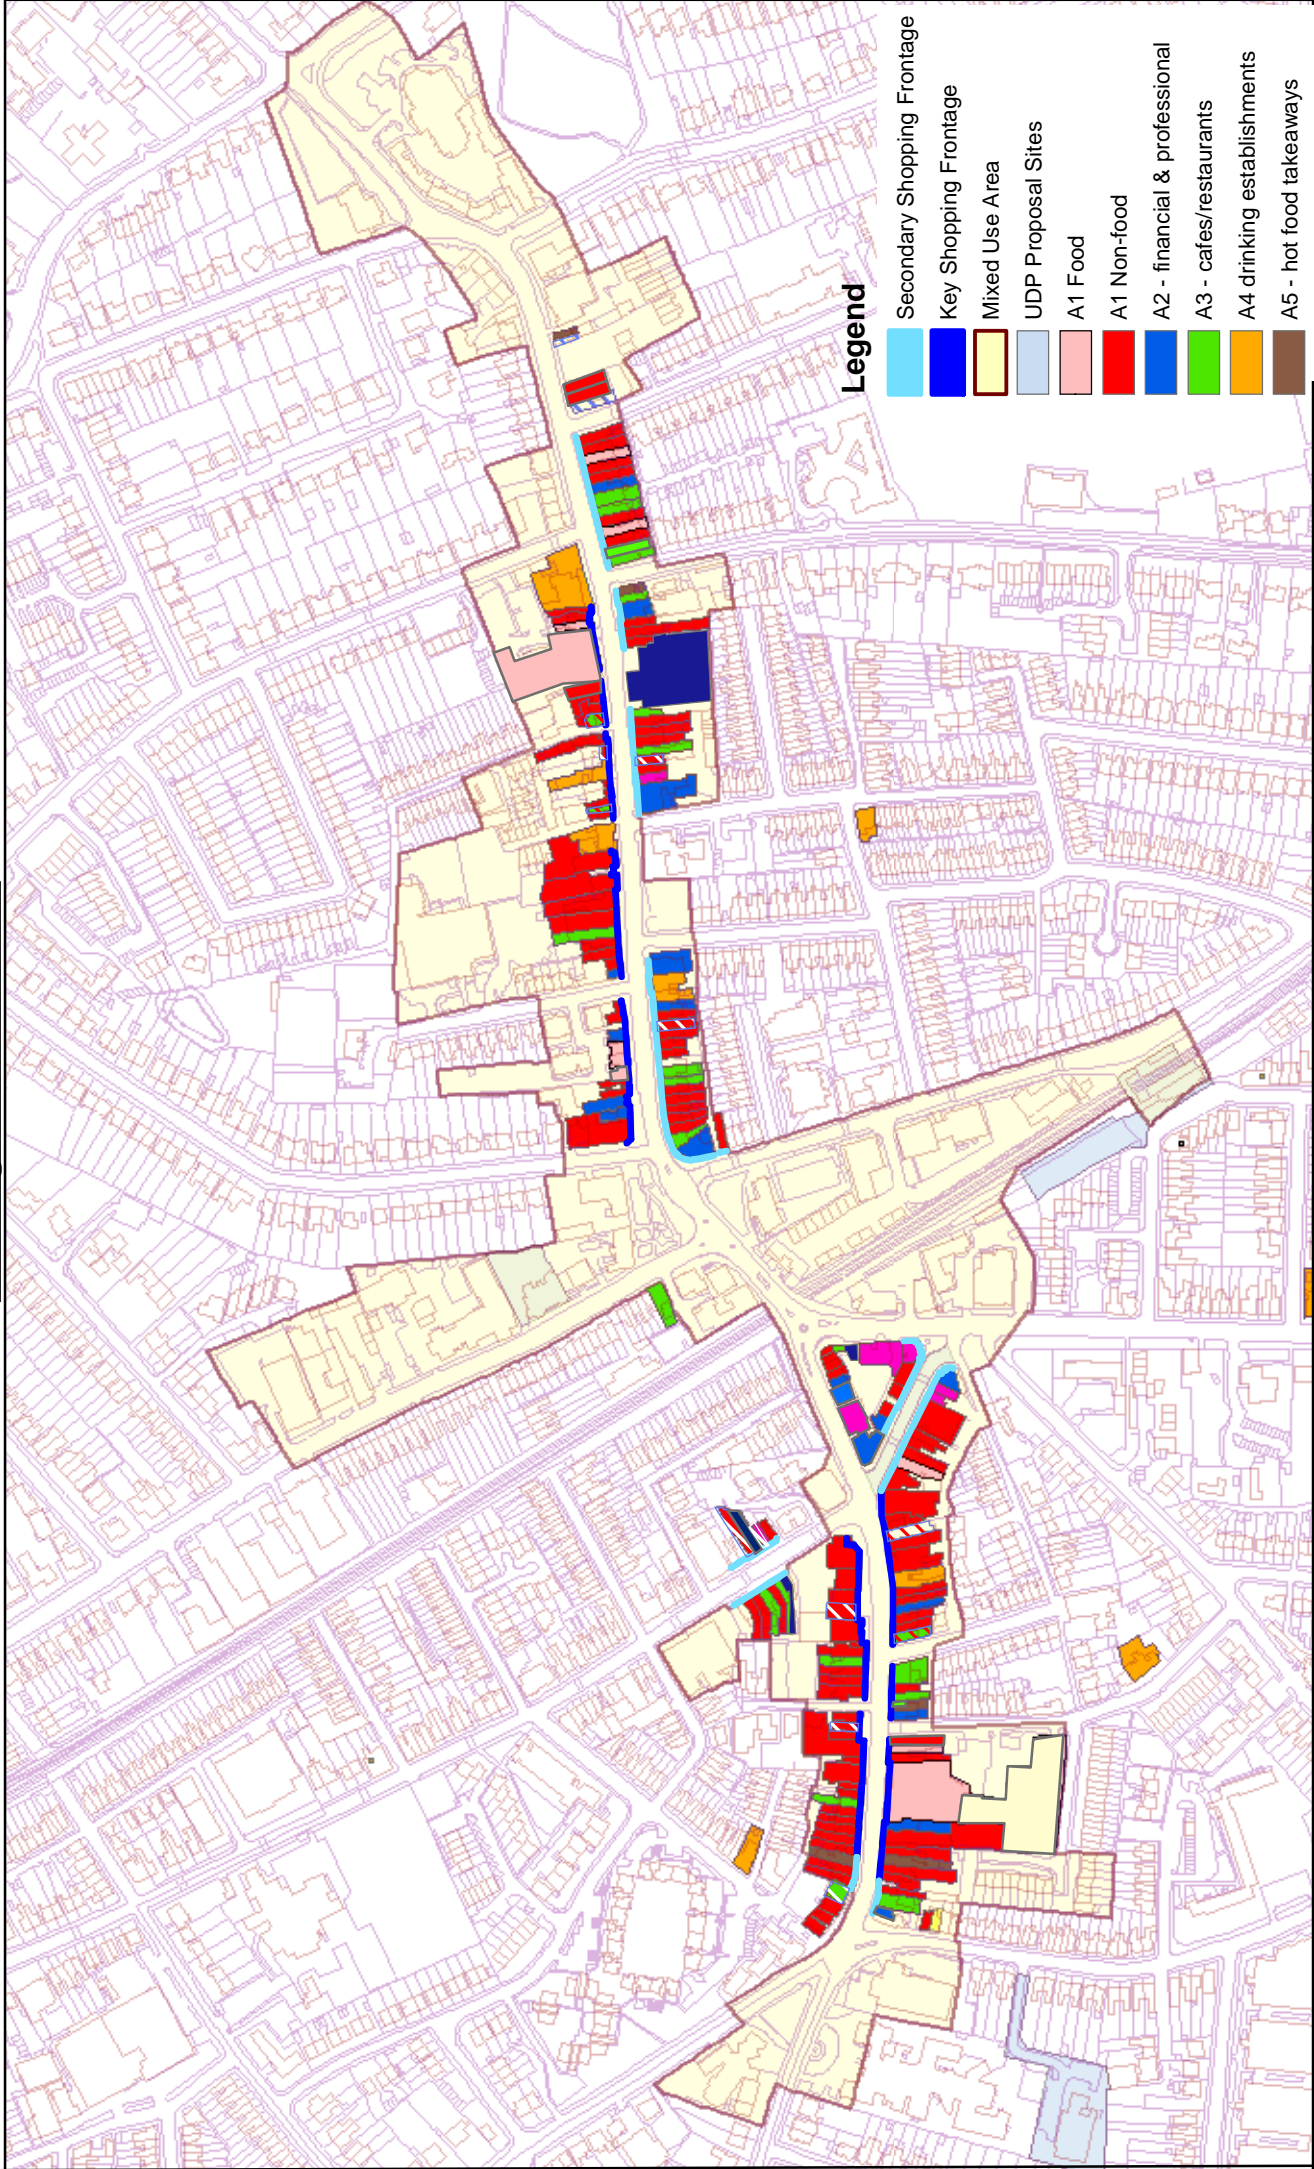 Legend
Secondary Shopping Frontage
Key Shopping Frontage
Mixed Use Area
UDP Proposal Sites
A1 Food
A1 Non-food
A2 - financial & professional
A3 - cafes/restaurants
A4 drinking establishments
A5 - hot food takeaways